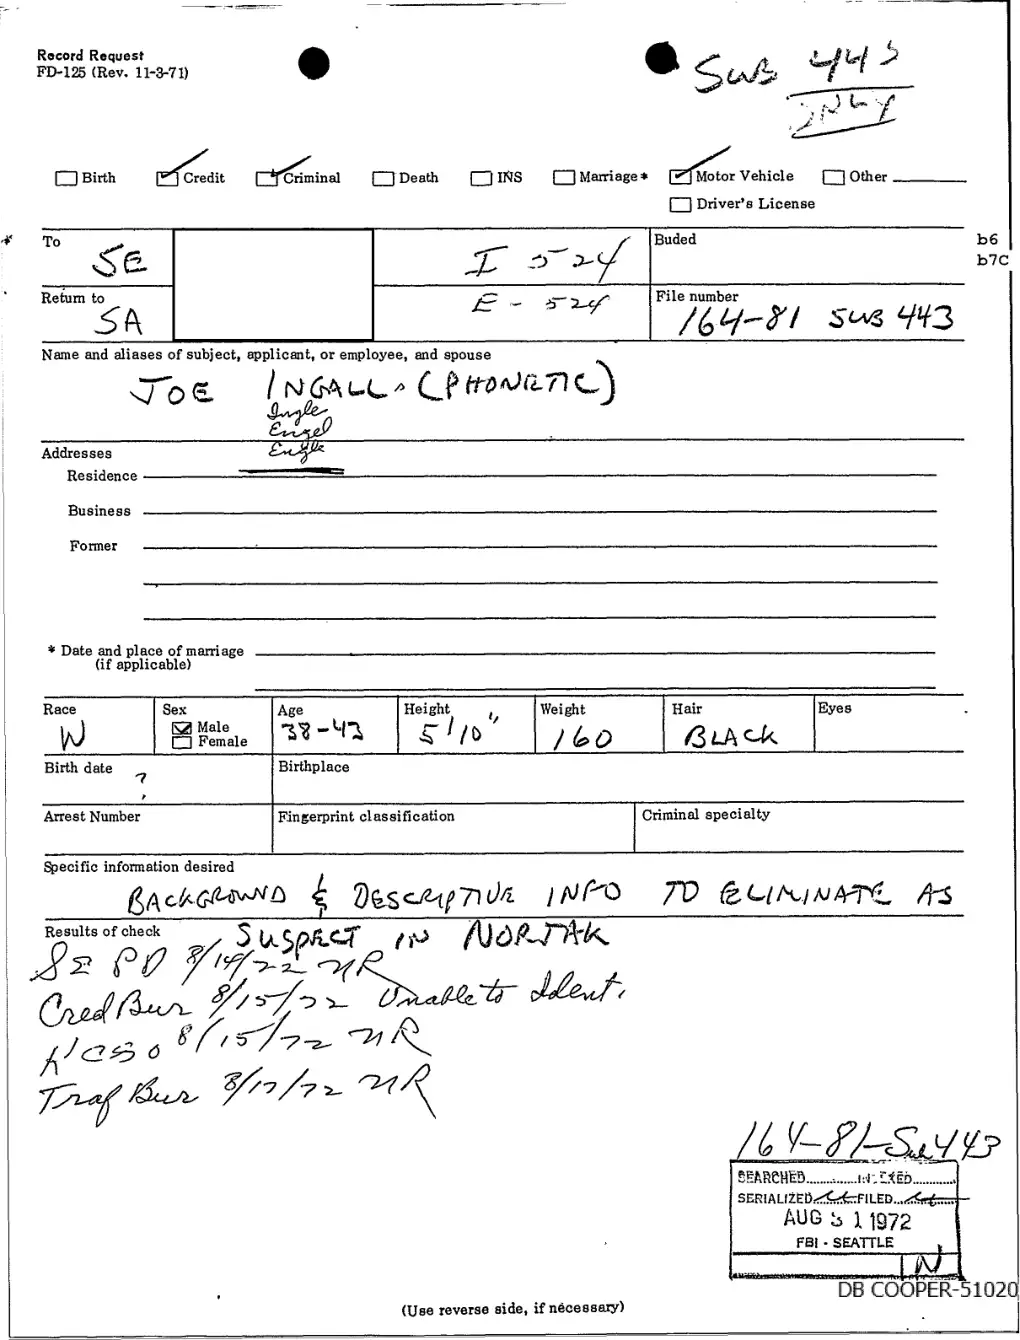 Record Request
FD-125 (Rev. 11-3-71)
SUB 443
ONLY
Birth Credit Criminal Death INS Marriage* Motor Vehicle Other
Driver's License
To SE I 524 Buded b6
b7C
Return to SA E - 524 File number 164-81 SUB 443
Name and aliases of subject, applicant, or employee, and spouse
JOE INGALLS (PHONETIC)
Ingle
Engel
Engle
Addresses
Residence
Business
Former
* Date and place of marriage
(if applicable)
Race W Sex Male Female Age 38-43 Height 5'10" Weight 160 Hair BLACK Eyes
Birth date ? Birthplace
Arrest Number Fingerprint classification Criminal specialty
Specific information desired
BACKGROUND & DESCRIPTIVE INFO TO ELIMINATE AS
SUSPECT IN NORJAK
Results of check
SE PD 8/14/72 NR
Cred Bur 8/15/72 Unable to Ident.
KCSO 8/15/72 NR
Traf Bur 8/17/72 NR
164-81-Sub 443
SEARCHED INDEXED
SERIALIZED FILED
AUG 31 1972
FBI - SEATTLE
N
DB COOPER-51020
(Use reverse side, if necessary)